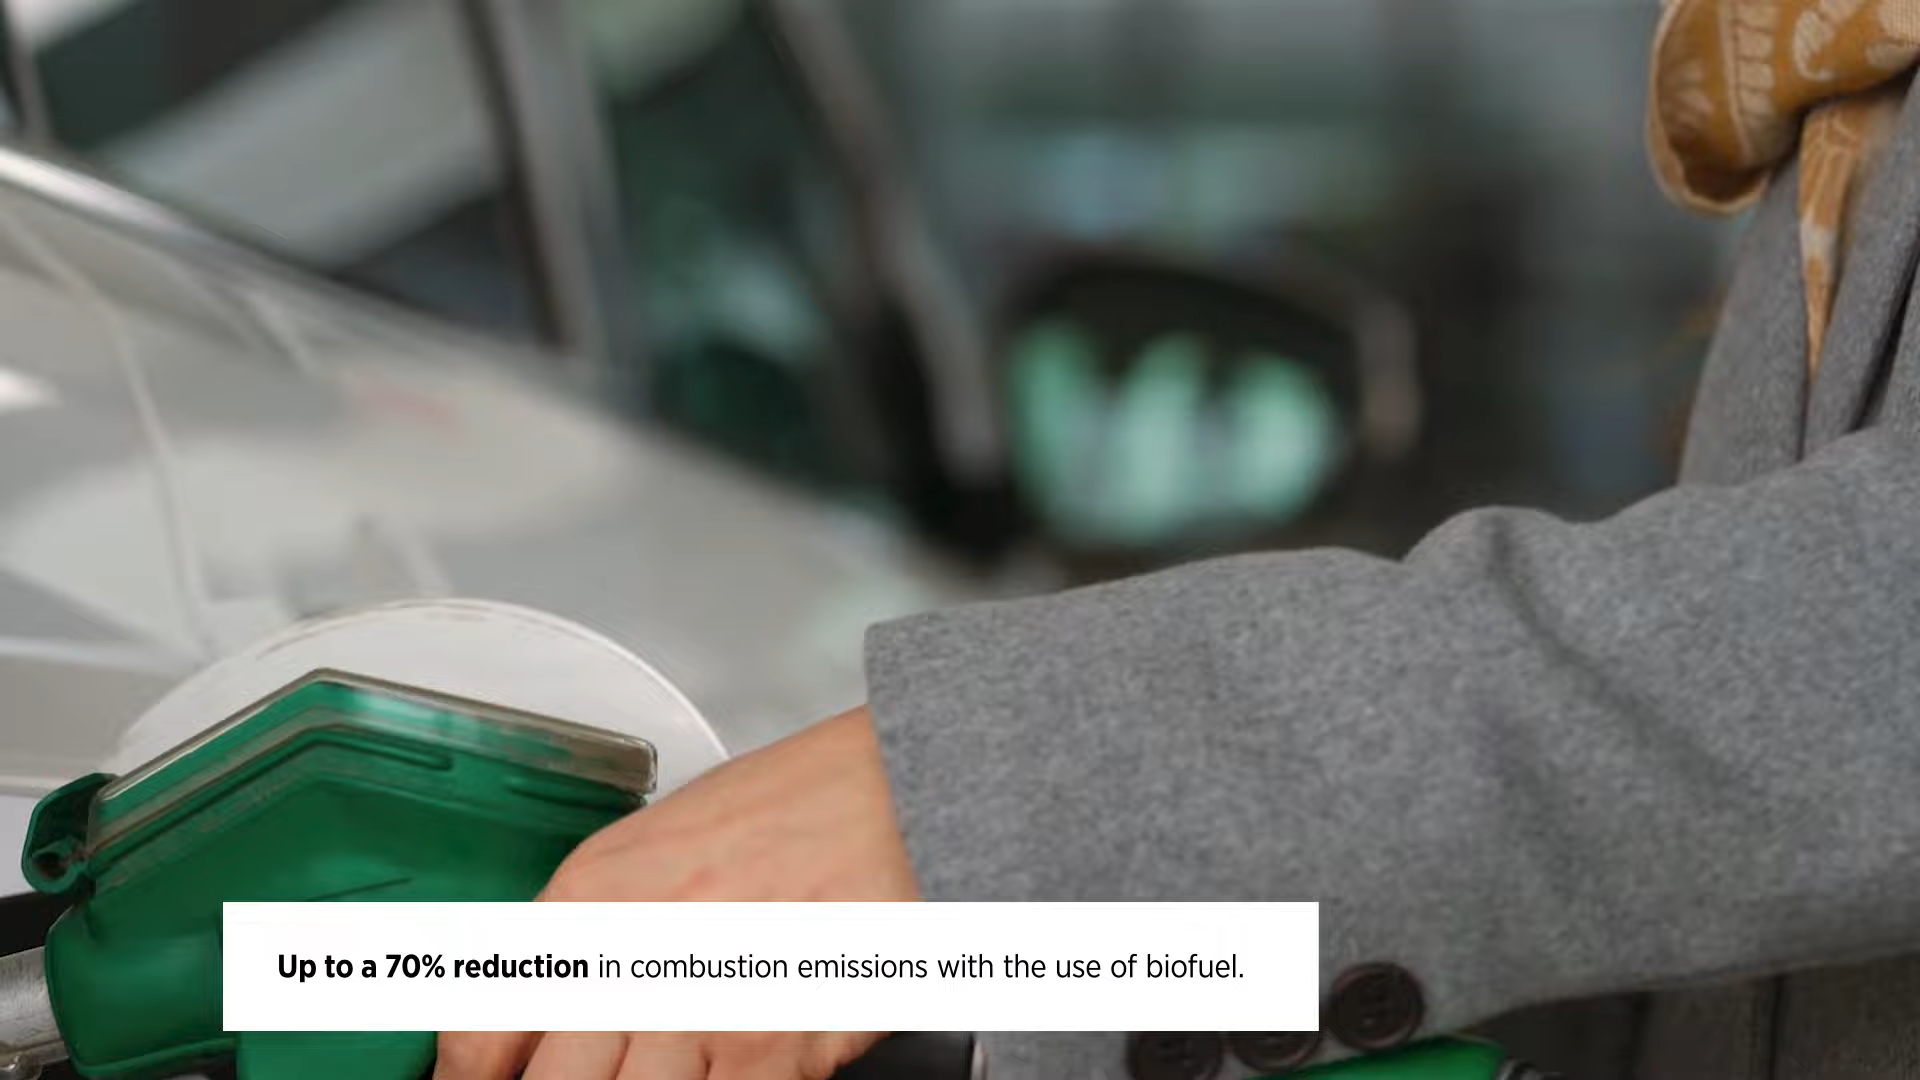 Up to a 70% reduction in combustion emissions with the use of biofuel.